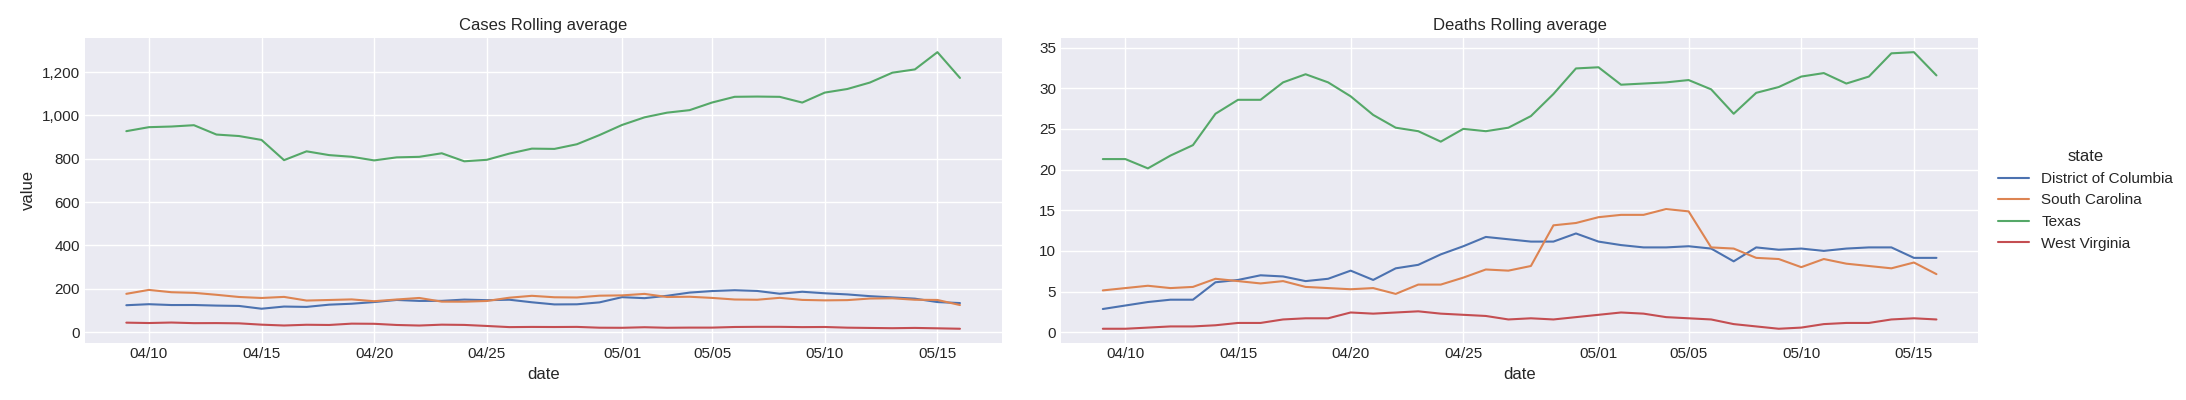 Cases Rolling average
value
1,200
1,000
800
600
400
200
0
04/10 04/15 04/20 04/25 05/01 05/05 05/10 05/15
date
Deaths Rolling average
35
30
25
20
15
10
5
0
04/10 04/15 04/20 04/25 05/01 05/05 05/10 05/15
date
state
District of Columbia
South Carolina
Texas
West Virginia